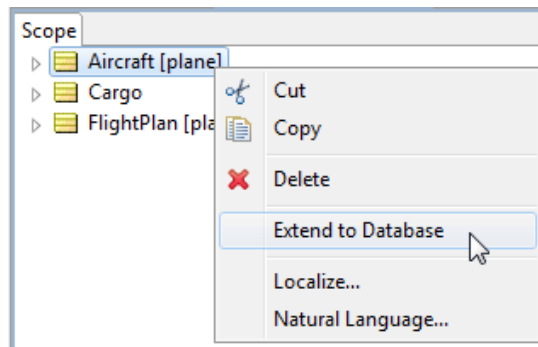 Scope
Aircraft [plane]
Cargo
FlightPlan [pla
Cut
Copy
Delete
Extend to Database
Localize...
Natural Language...